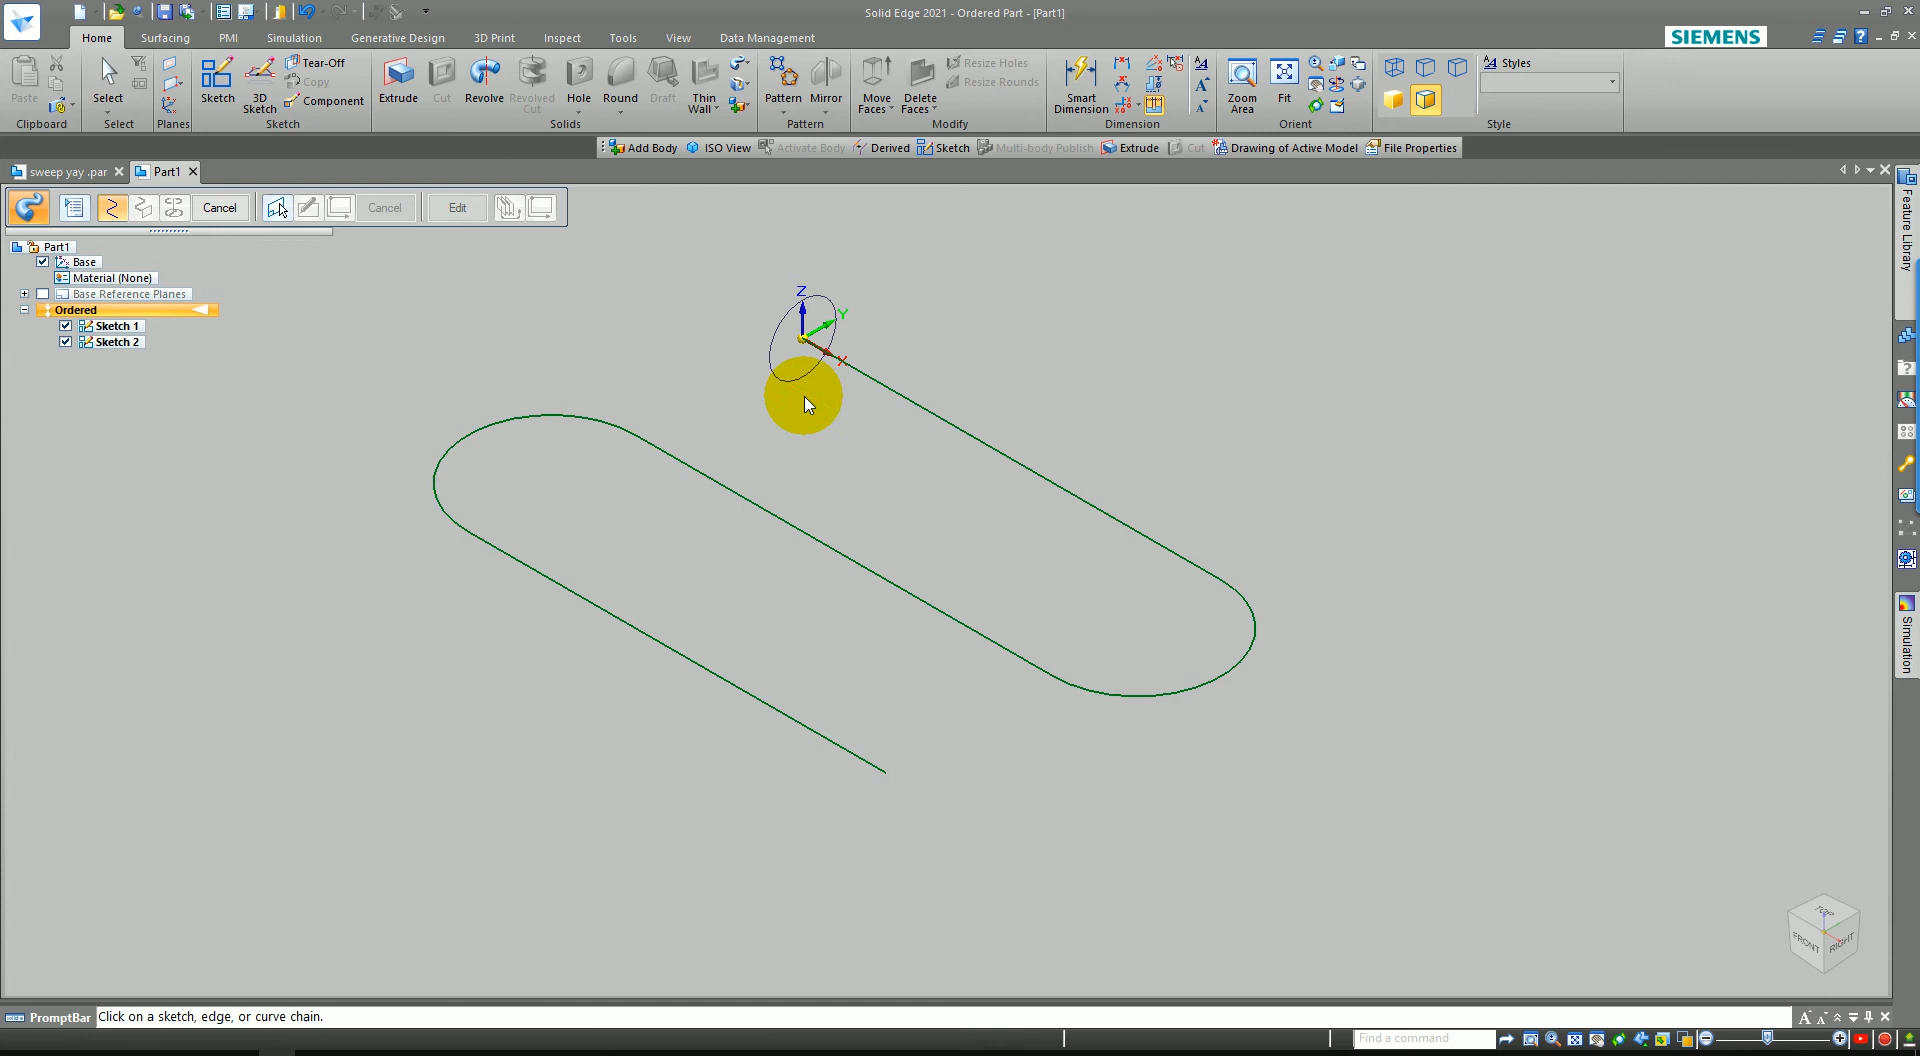 Solid Edge 2021 - Ordered Part - [Part1]
Home Surfacing PMI Simulation Generative Design 3D Print Inspect Tools View Data Management
SIEMENS
Paste
Clipboard
Select
Select
Planes
Sketch
3D Sketch
Tear-Off
Copy
Component
Sketch
Extrude
Cut
Revolve
Revolved Cut
Hole
Round
Draft
Thin Wall
Solids
Pattern
Mirror
Pattern
Move Faces
Delete Faces
Resize Holes
Resize Rounds
Modify
Smart Dimension
Dimension
Zoom Area
Fit
Orient
Styles
Style
Add Body ISO View Activate Body Derived Sketch Multi-body Publish Extrude Cut Drawing of Active Model File Properties
sweep yay .par Part1
Cancel Cancel Edit
Part1
Base
Material (None)
Base Reference Planes
Ordered
Sketch 1
Sketch 2
Z
Y
X
Feature Library
Simulation
TOP
FRONT RIGHT
PromptBar Click on a sketch, edge, or curve chain.
Find a command